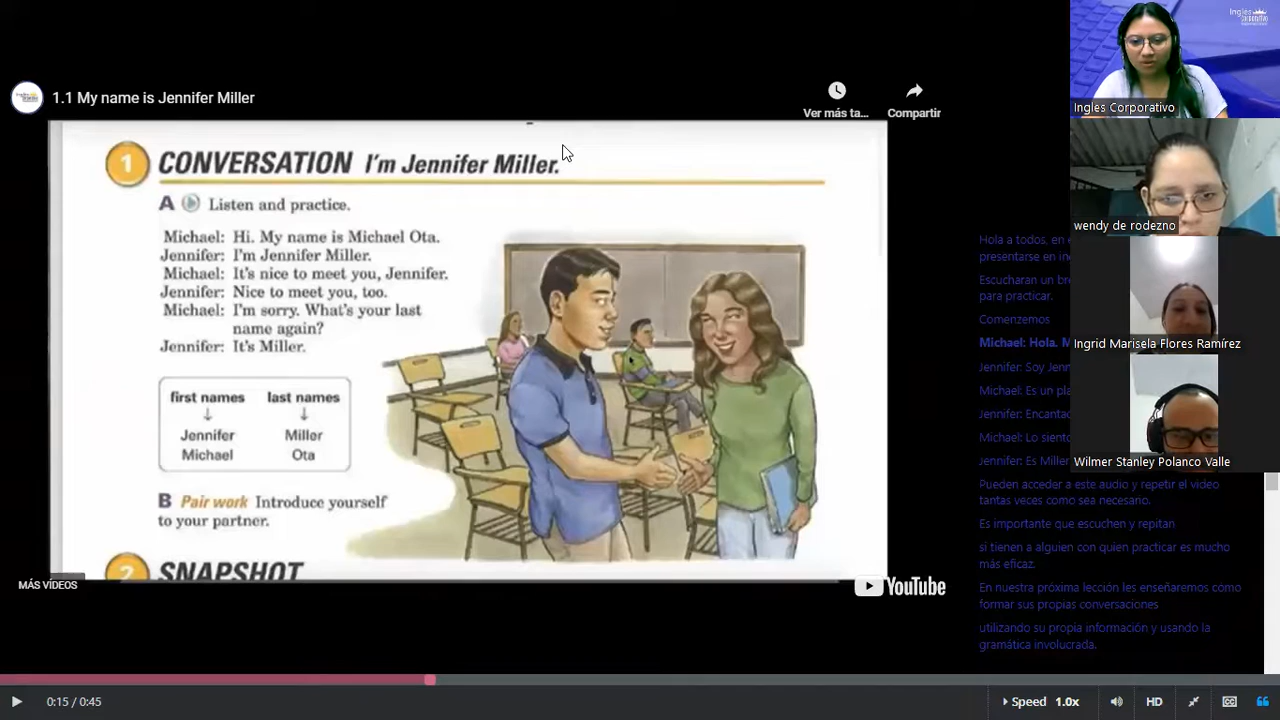 1.1 My name is Jennifer Miller
Ver más ta...
Compartir
1
CONVERSATION I'm Jennifer Miller.
A Listen and practice.
Michael: Hi. My name is Michael Ota.
Jennifer: I'm Jennifer Miller.
Michael: It's nice to meet you, Jennifer.
Jennifer: Nice to meet you, too.
Michael: I'm sorry. What's your last
name again?
Jennifer: It's Miller.
first names last names
Jennifer Miller
Michael Ota
B Pair work Introduce yourself
to your partner.
2 SNAPSHOT
MÁS VÍDEOS
YouTube
Hola a todos, en
presentarse en
Escucharan un
para practicar.
Comenzemos
Michael: Hola.
Jennifer: Soy
Michael: Es un
Jennifer:
Michael: Lo siento
Jennifer: Es Miller
Pueden acceder a este audio y repetir el video
tantas veces como sea necesario.
Es importante que escuchen y repitan
si tienen a alguien con quien practicar es mucho
más eficaz.
En nuestra próxima lección les enseñaremos cómo
formar sus propias conversaciones
utilizando su propia información y usando la
gramática involucrada.
Ingles Corporativo
wendy de rodezno
Ingrid Marisela Flores Ramírez
Wilmer Stanley Polanco Valle
0:15 / 0:45
Speed 1.0x
HD
CC